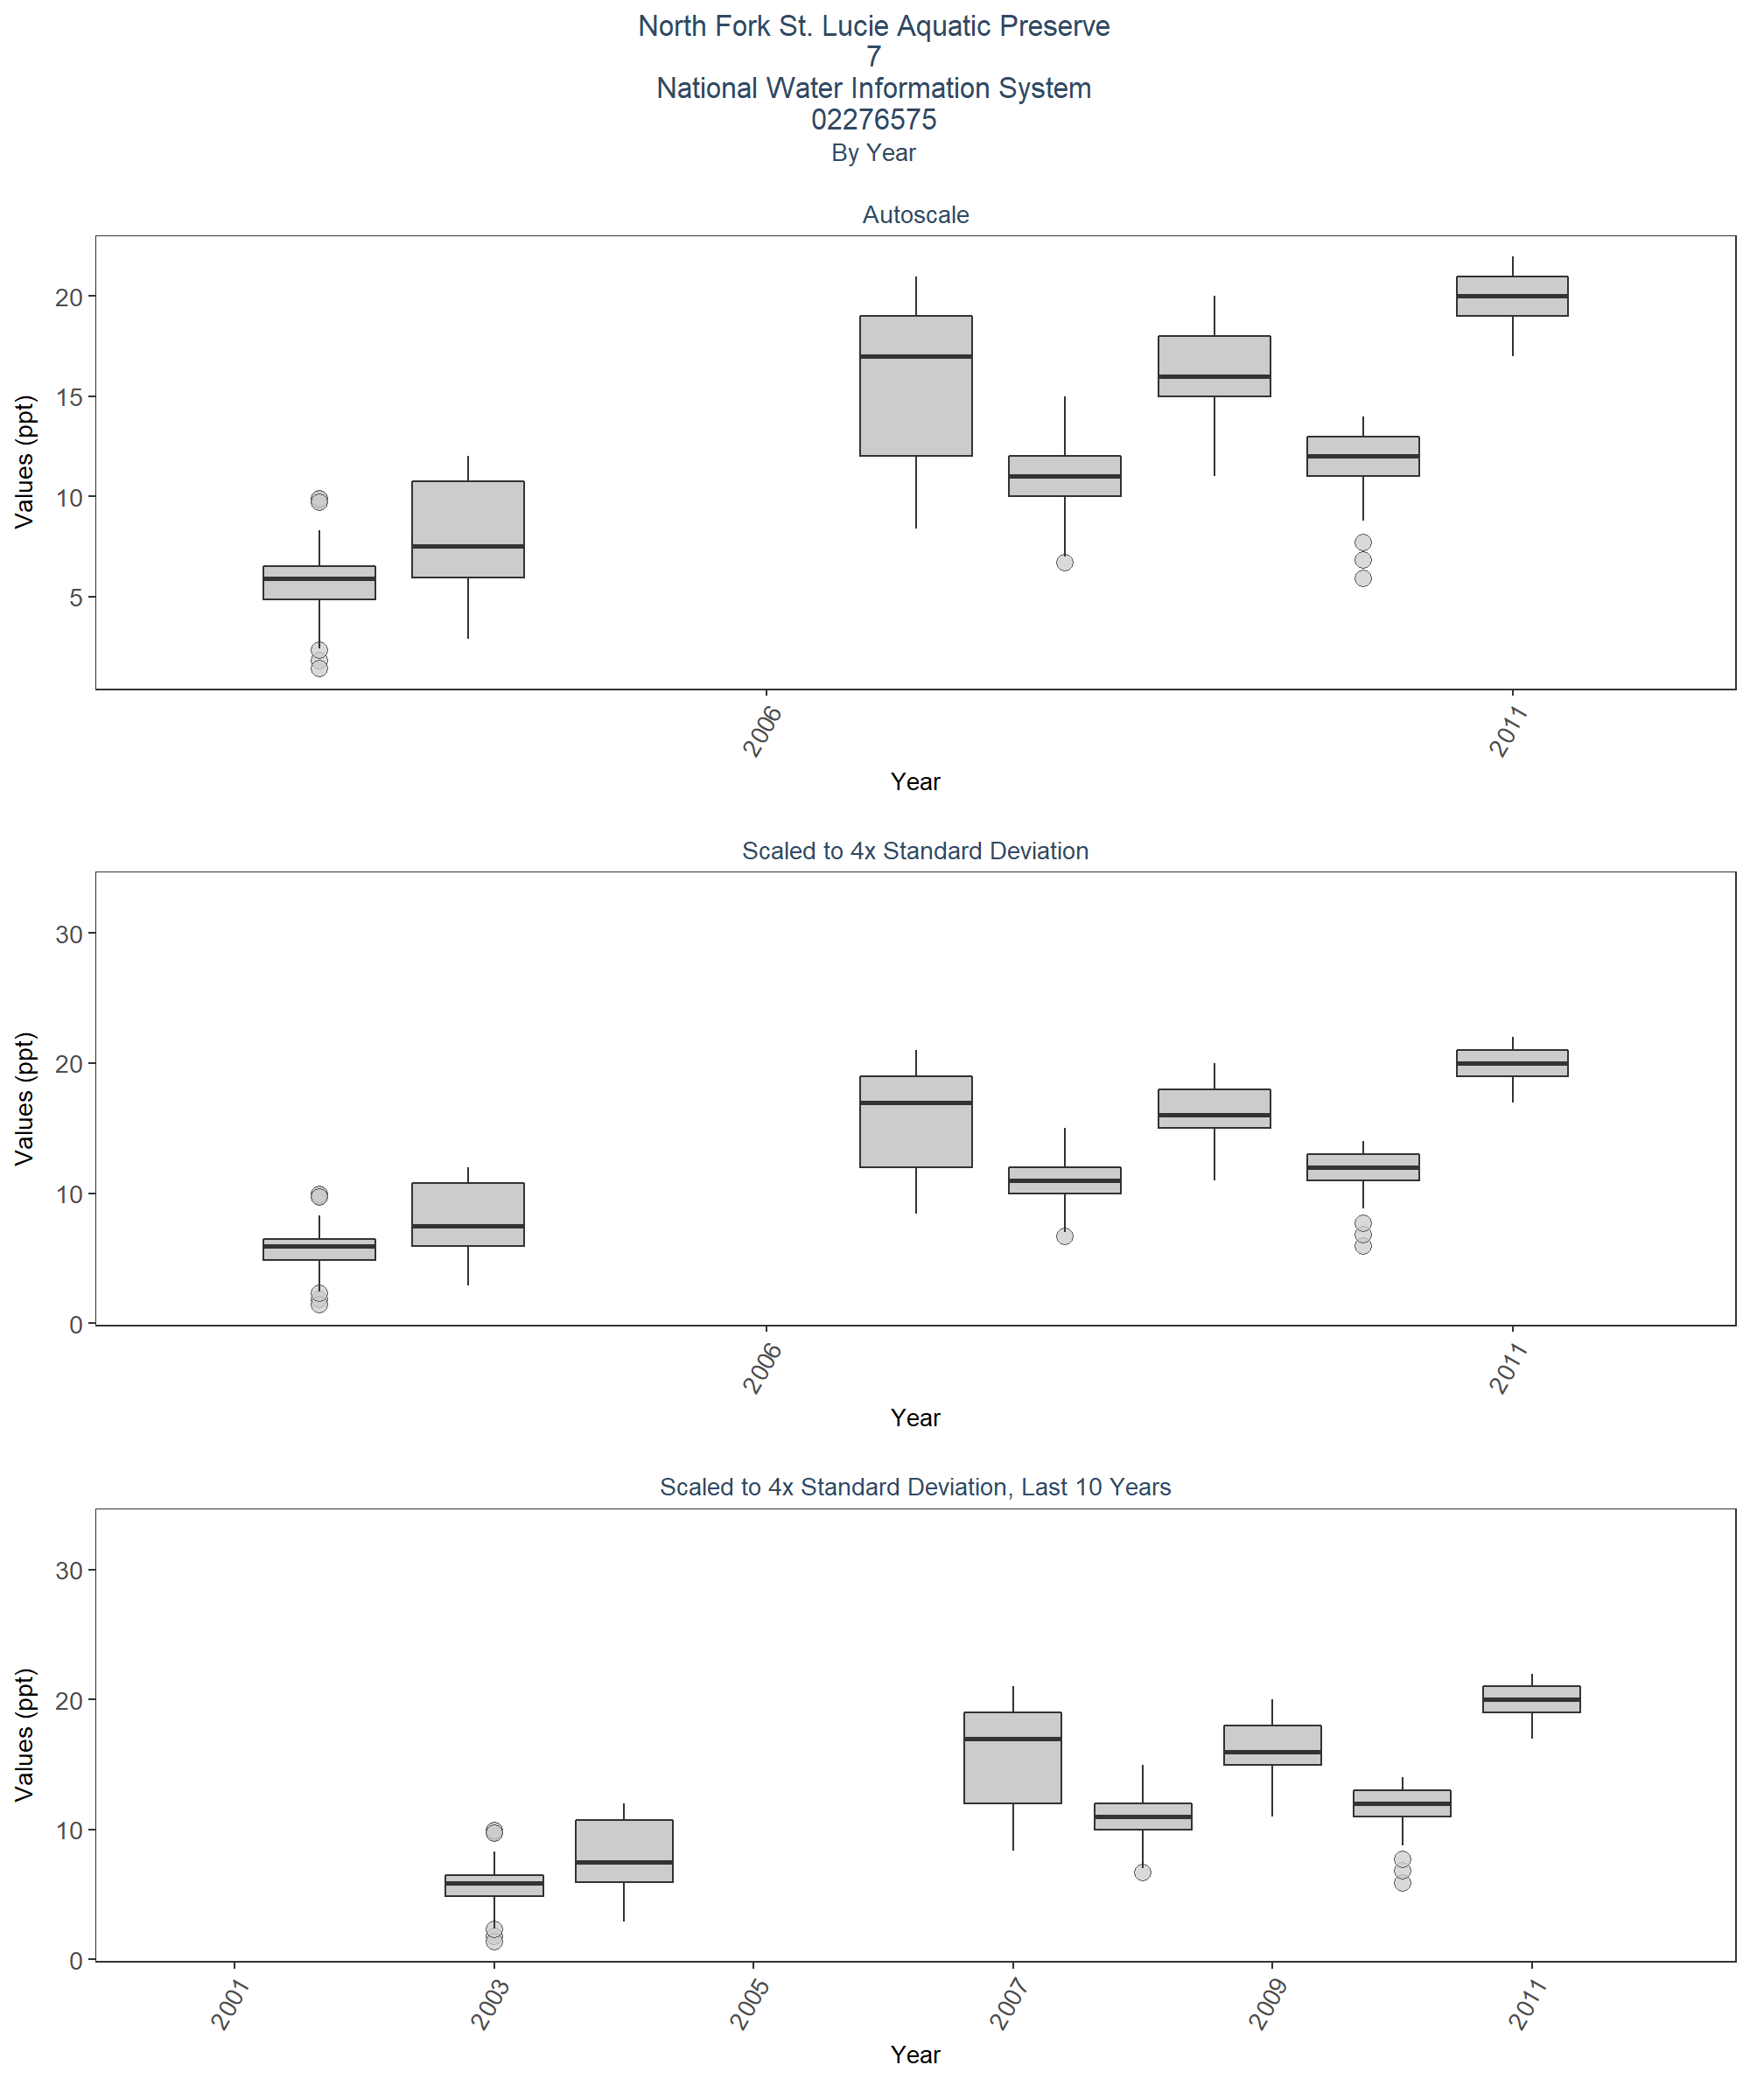 North Fork St. Lucie Aquatic Preserve
7
National Water Information System
02276575
By Year
Autoscale
Values (ppt)
20
15
10
5
2006
2011
Year
Scaled to 4x Standard Deviation
Values (ppt)
30
20
10
0
2006
2011
Year
Scaled to 4x Standard Deviation, Last 10 Years
Values (ppt)
30
20
10
0
2001
2003
2005
2007
2009
2011
Year